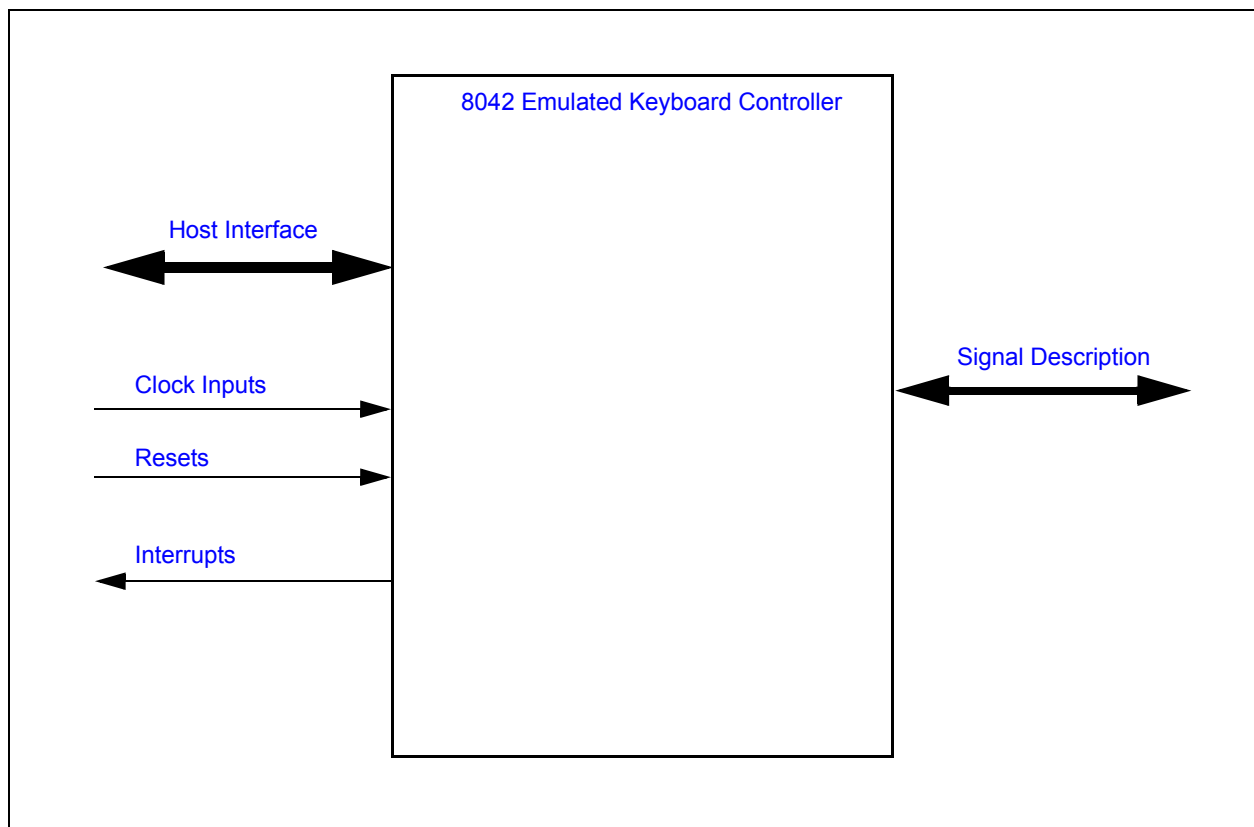 8042 Emulated Keyboard Controller
Host Interface
Signal Description
Clock Inputs
Resets
Interrupts